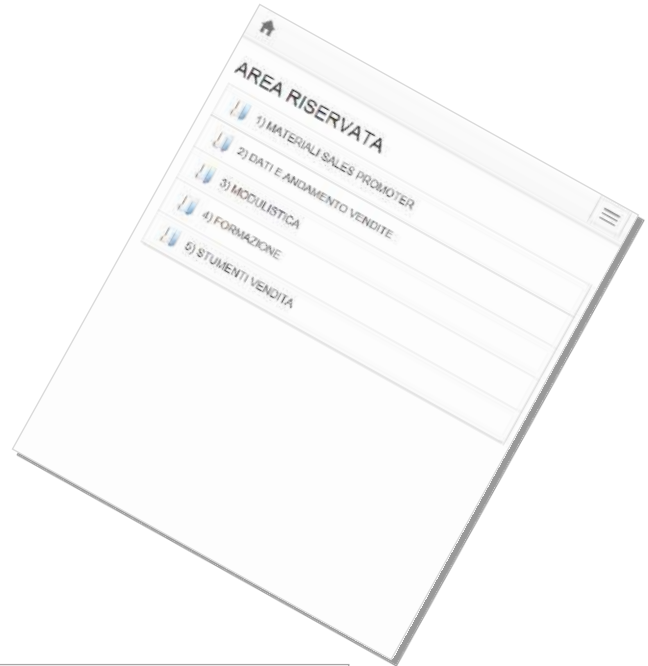 AREA RISERVATA
1) MATERIALI SALES PROMOTER
2) DATI E ANDAMENTO VENDITE
3) MODULISTICA
4) FORMAZIONE
5) STUMENTI VENDITA